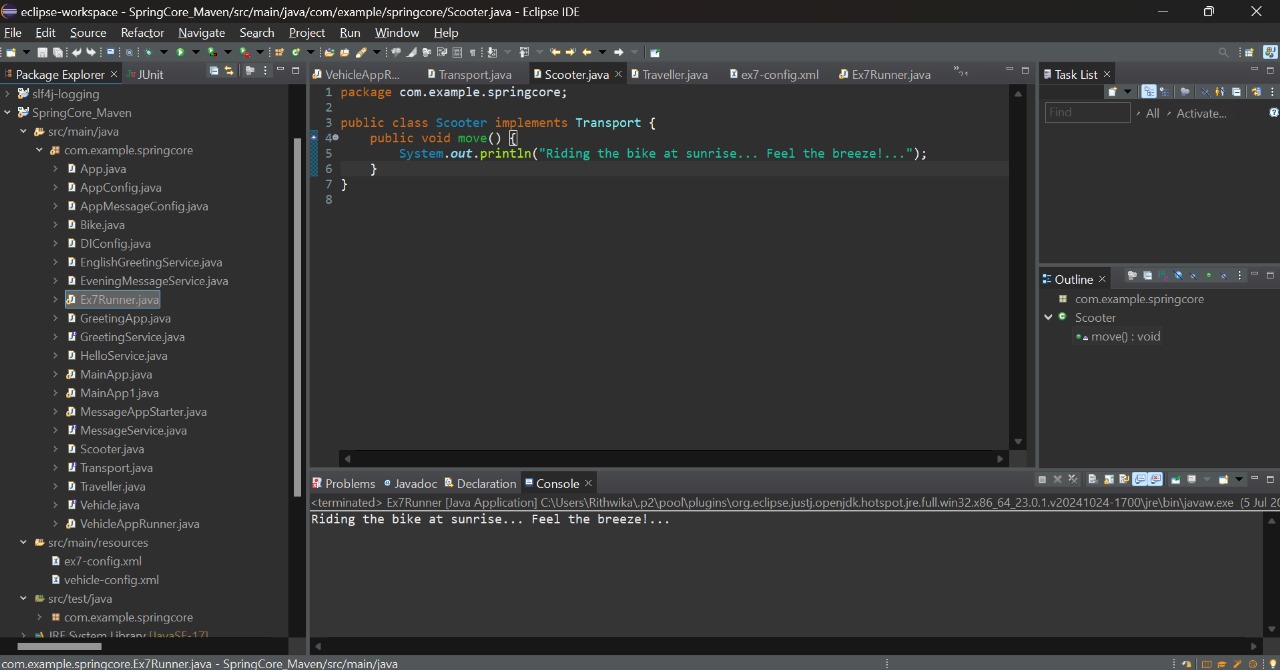 eclipse-workspace - SpringCore_Maven/src/main/java/com/example/springcore/Scooter.java - Eclipse IDE
File Edit Source Refactor Navigate Search Project Run Window Help
Package Explorer JUnit
slf4j-logging
SpringCore_Maven
src/main/java
com.example.springcore
App.java
AppConfig.java
AppMessageConfig.java
Bike.java
DIConfig.java
EnglishGreetingService.java
EveningMessageService.java
Ex7Runner.java
GreetingApp.java
GreetingService.java
HelloService.java
MainApp.java
MainApp1.java
MessageAppStarter.java
MessageService.java
Scooter.java
Transport.java
Traveller.java
Vehicle.java
VehicleAppRunner.java
src/main/resources
ex7-config.xml
vehicle-config.xml
src/test/java
com.example.springcore
JRE System Library [JavaSE-17]
VehicleAppR... Transport.java Scooter.java Traveller.java ex7-config.xml Ex7Runner.java
1 package com.example.springcore;
2
3 public class Scooter implements Transport {
4 public void move() {
5 System.out.println("Riding the bike at sunrise... Feel the breeze!...");
6 }
7 }
8
Task List
Find All Activate...
Outline
com.example.springcore
Scooter
move() : void
Problems Javadoc Declaration Console
<terminated> Ex7Runner [Java Application] C:\Users\Rithwika\.p2\pool\plugins\org.eclipse.justj.openjdk.hotspot.jre.full.win32.x86_64_23.0.1.v20241024-1700\jre\bin\javaw.exe (5 Jul 20
Riding the bike at sunrise... Feel the breeze!...
com.example.springcore.Ex7Runner.java - SpringCore_Maven/src/main/java